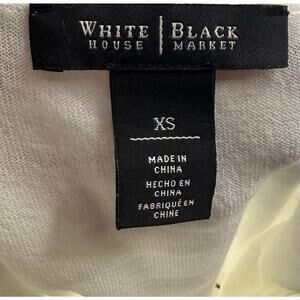 WHITE | BLACK
HOUSE | MARKET
XS
MADE IN
CHINA
HECHO EN
CHINA
FABRIQUÉ EN
CHINE